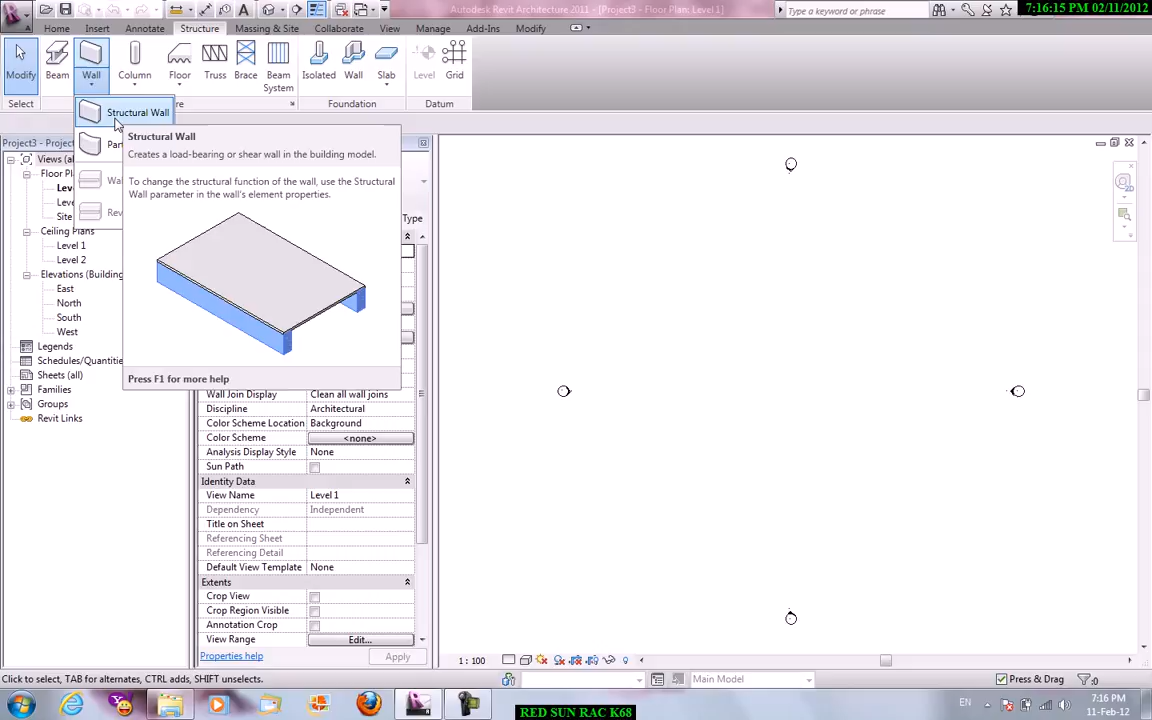 Autodesk Revit Architecture 2011 - [Project3 - Floor Plan: Level 1]
Type a keyword or phrase
7:16:15 PM 02/11/2012
Home Insert Annotate Structure Massing & Site Collaborate View Manage Add-Ins Modify
Modify Beam Wall Column Floor Truss Brace Beam System Isolated Wall Slab Level Grid
Select Foundation Datum
Structural Wall
Project3 - Projec
Structural Wall
Creates a load-bearing or shear wall in the building model.
To change the structural function of the wall, use the Structural
Wall parameter in the wall's element properties.
Press F1 for more help
Views (al
Floor Pl
Leve
Leve
Site
Ceiling Plans
Level 1
Level 2
Elevations (Building
East
North
South
West
Legends
Schedules/Quantitie
Sheets (all)
Families
Groups
Revit Links
Type
Wall Join Display Clean all wall joins
Discipline Architectural
Color Scheme Location Background
Color Scheme <none>
Analysis Display Style None
Sun Path
Identity Data
View Name Level 1
Dependency Independent
Title on Sheet
Referencing Sheet
Referencing Detail
Default View Template None
Extents
Crop View
Crop Region Visible
Annotation Crop
View Range Edit...
Properties help Apply
2D
1 : 100
Click to select, TAB for alternates, CTRL adds, SHIFT unselects.
Main Model
Press & Drag
:0
EN
7:16 PM
11-Feb-12
RED SUN RAC K68